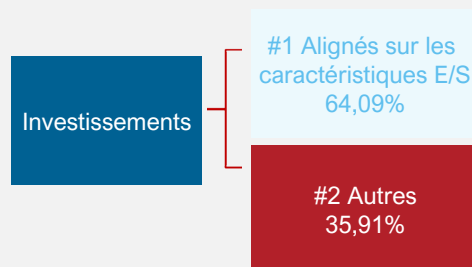 Investissements
#1 Alignés sur les
caractéristiques E/S
64,09%
#2 Autres
35,91%